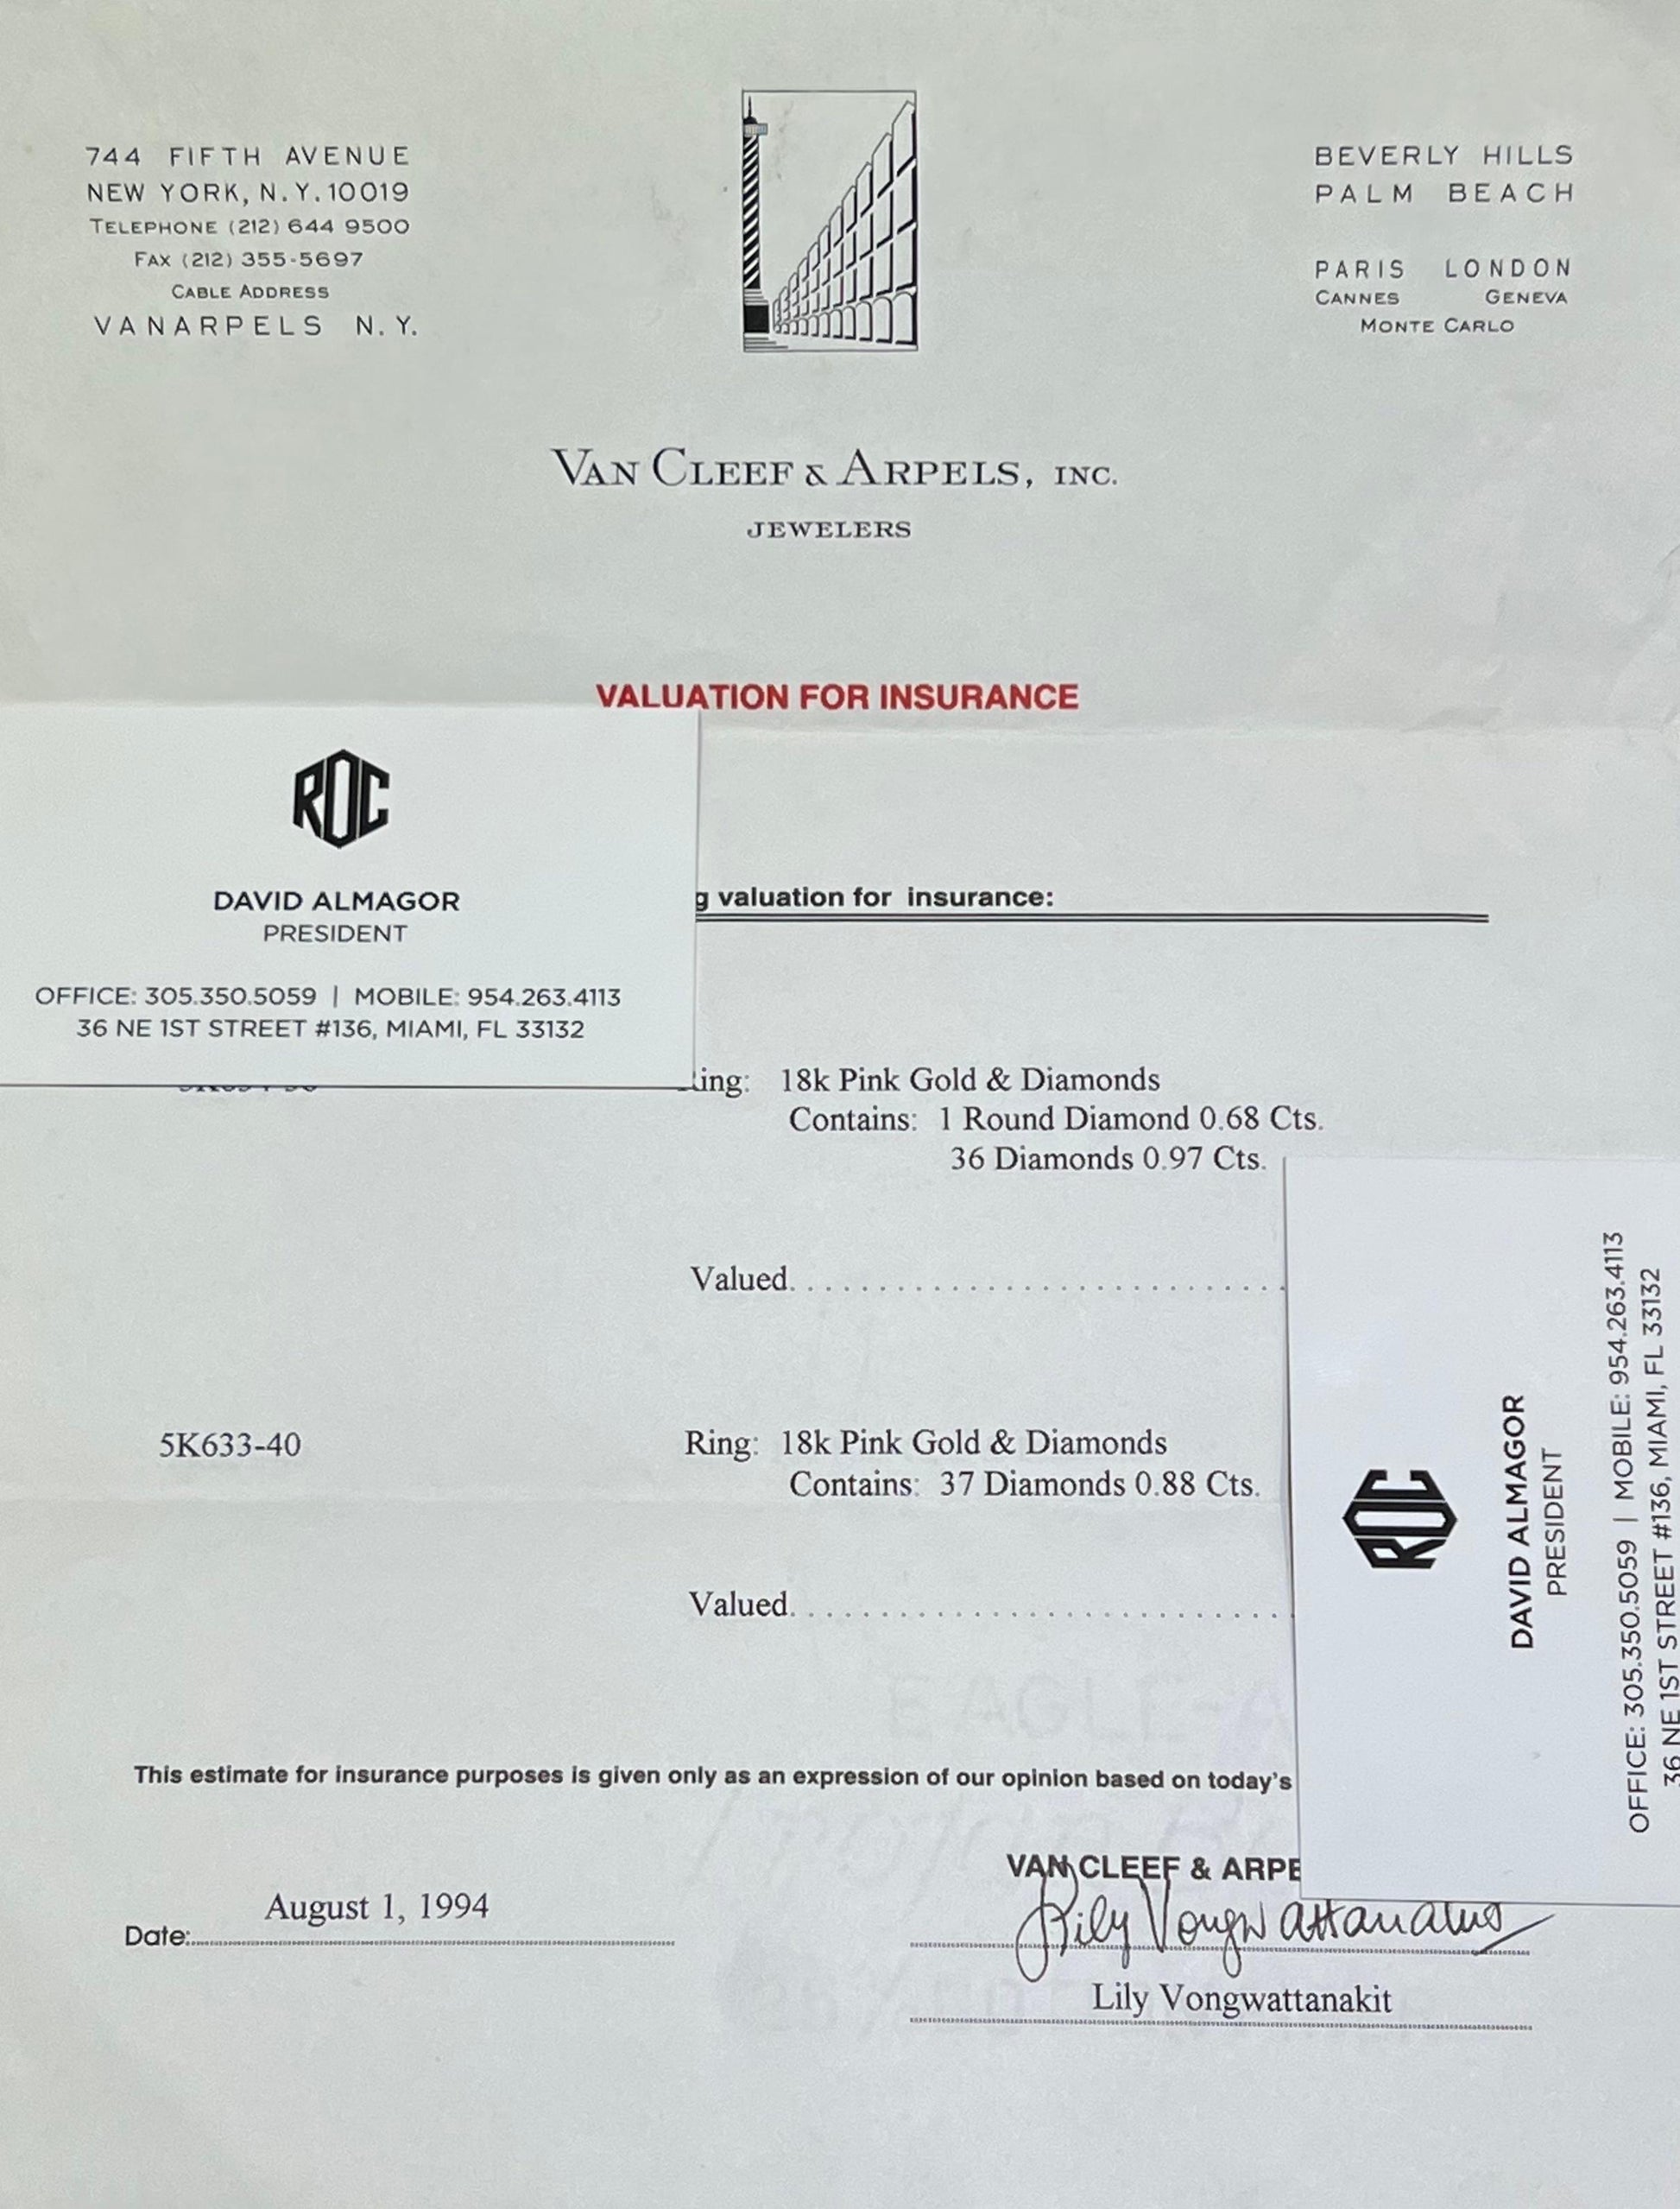 744 FIFTH AVENUE
NEW YORK, N.Y. 10019
TELEPHONE (212) 644 9500
FAX (212) 355-5697
CABLE ADDRESS
VANARPELS N.Y.
BEVERLY HILLS
PALM BEACH
PARIS LONDON
CANNES GENEVA
MONTE CARLO
VAN CLEEF & ARPELS, INC.
JEWELERS
VALUATION FOR INSURANCE
ROC
DAVID ALMAGOR
PRESIDENT
OFFICE: 305.350.5059 | MOBILE: 954.263.4113
36 NE 1ST STREET #136, MIAMI, FL 33132
g valuation for insurance:
ing: 18k Pink Gold & Diamonds
Contains: 1 Round Diamond 0.68 Cts.
36 Diamonds 0.97 Cts.
Valued
5K633-40 Ring: 18k Pink Gold & Diamonds
Contains: 37 Diamonds 0.88 Cts.
Valued
ROC
DAVID ALMAGOR
PRESIDENT
OFFICE: 305.350.5059 | MOBILE: 954.263.4113
36 NE 1ST STREET #136, MIAMI, FL 33132
EAGLE-A
This estimate for insurance purposes is given only as an expression of our opinion based on today's
VAN CLEEF & ARPE
Date: August 1, 1994
Lily Vongwattanakit
Lily Vongwattanakit